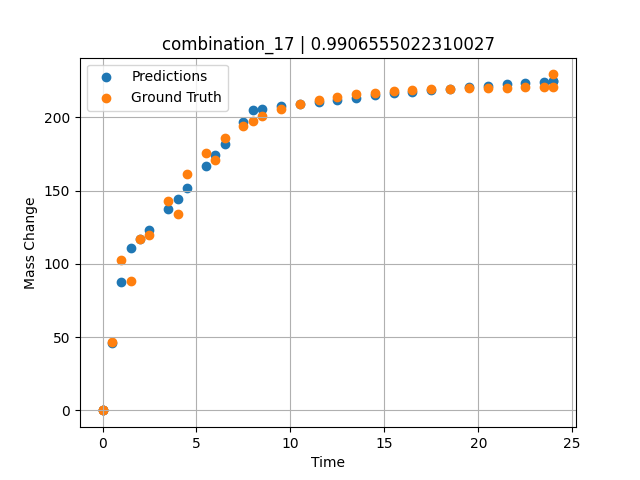 combination_17 | 0.9906555022310027
Predictions
Ground Truth
Mass Change
200
150
100
50
0
0 5 10 15 20 25
Time